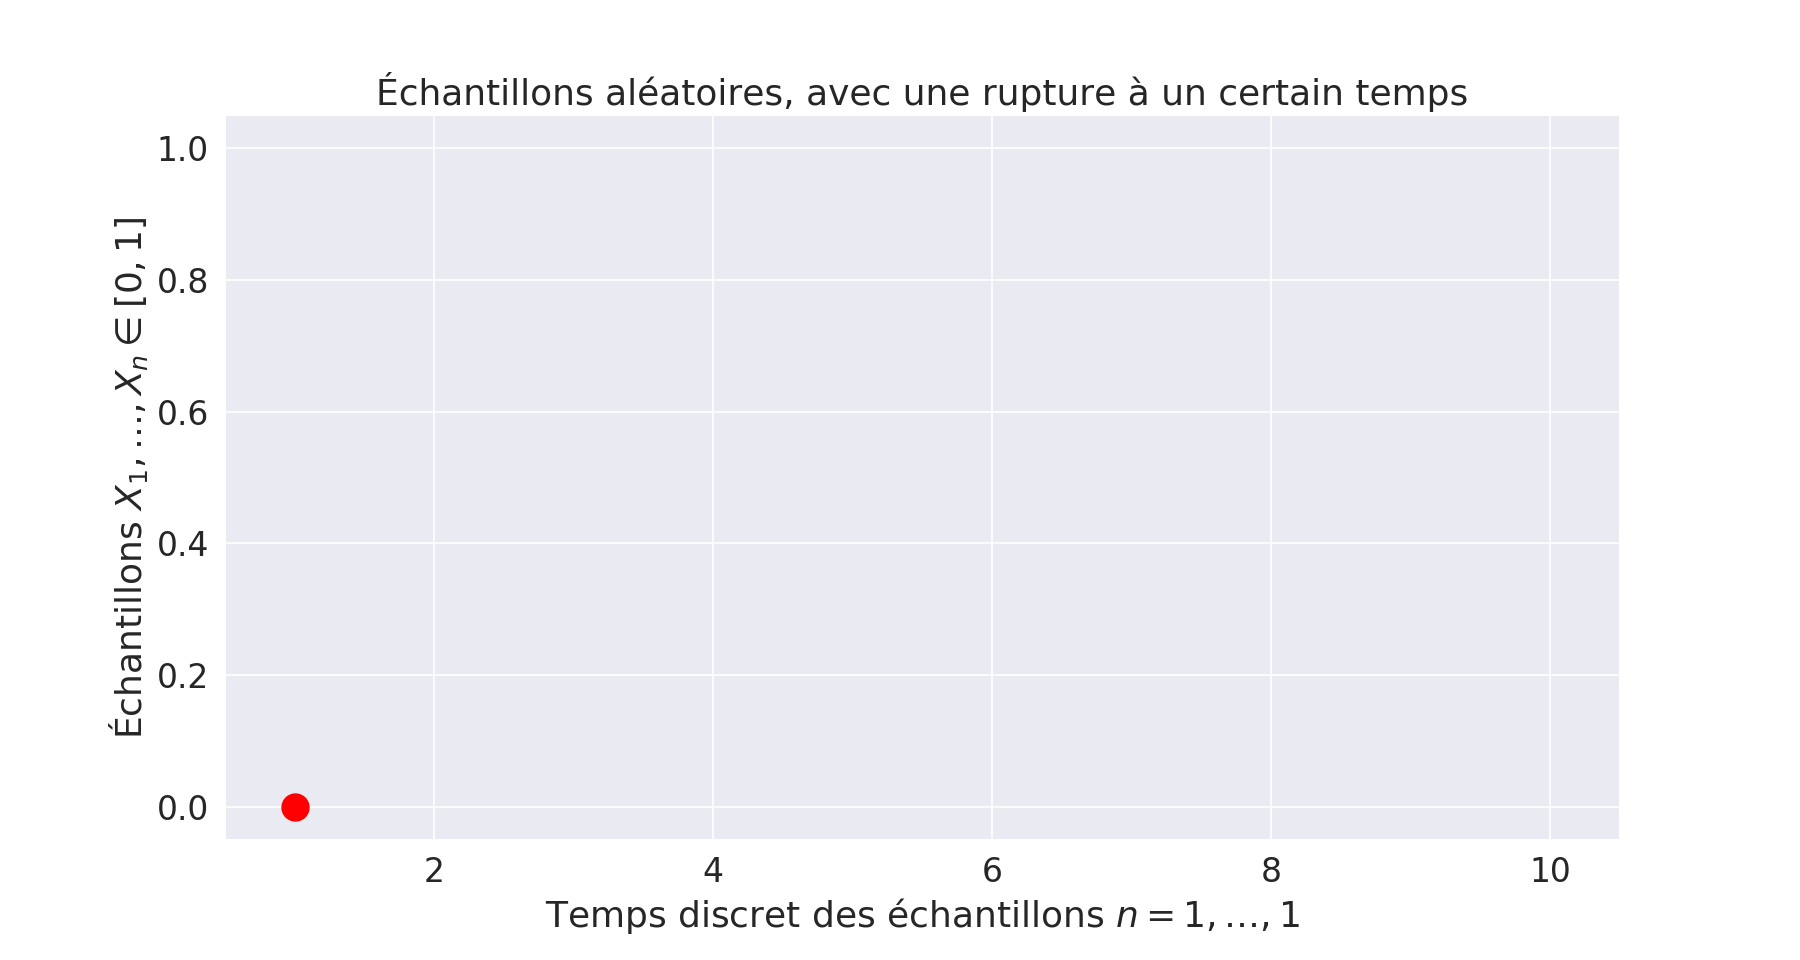 Échantillons aléatoires, avec une rupture à un certain temps
Échantillons X₁, …, Xₙ ∈ [0, 1]
1.0
0.8
0.6
0.4
0.2
0.0
2 4 6 8 10
Temps discret des échantillons n = 1, …, 1